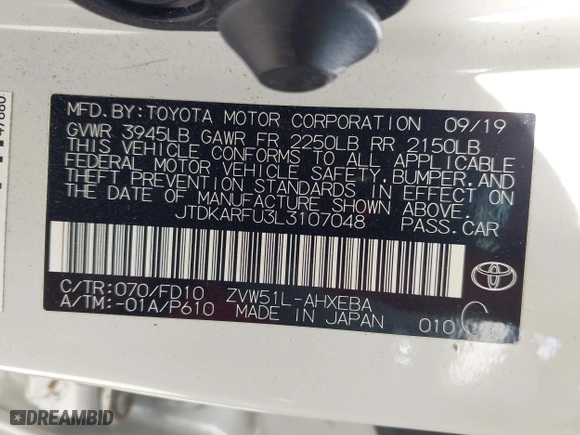 MFD.BY:TOYOTA MOTOR CORPORATION 09/19
GVWR 3945LB GAWR FR 2250LB RR 2150LB
THIS VEHICLE CONFORMS TO ALL APPLICABLE
FEDERAL MOTOR VEHICLE SAFETY,BUMPER,AND
THEFT PREVENTION STANDARDS IN EFFECT ON
THE DATE OF MANUFACTURE SHOWN ABOVE.
JTDKARFU3L3107048 PASS.CAR
C/TR:070/FD10 ZVW51L-AHXEBA
A/TM:-01A/P610 MADE IN JAPAN 010
TOYOTA
DREAMBID